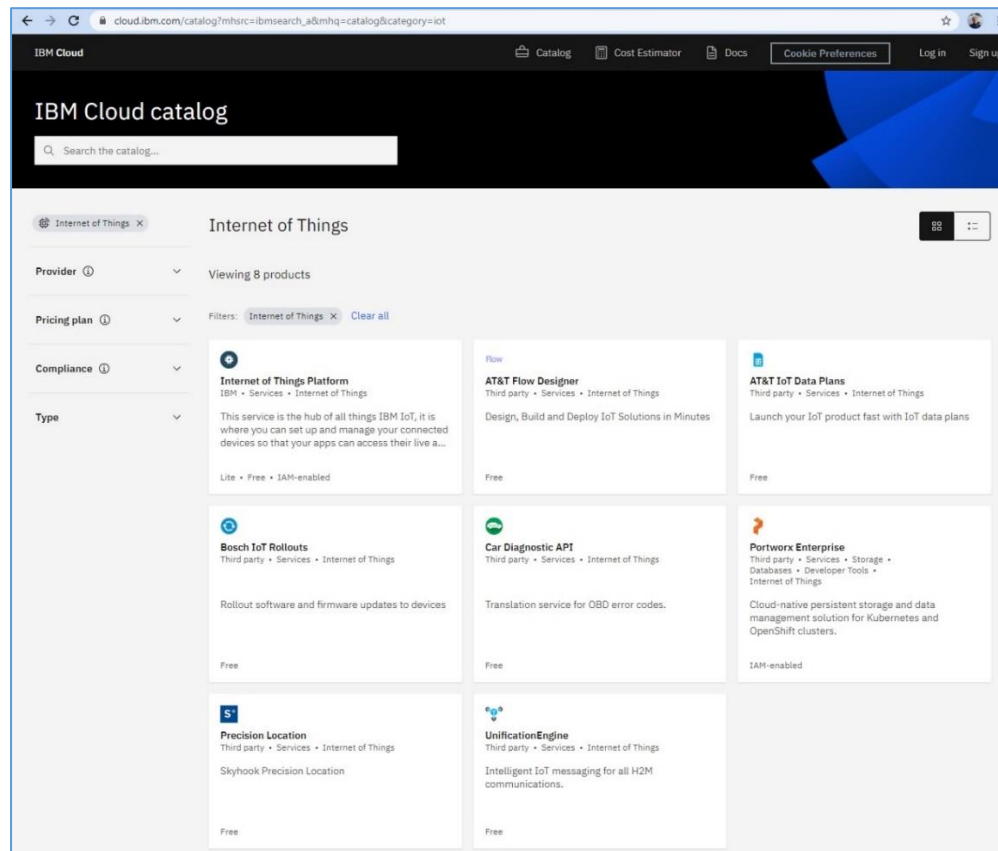 cloud.ibm.com/catalog?mhsrc=ibmsearch_a&mhq=catalog&category=iot
IBM Cloud
Catalog
Cost Estimator
Docs
Cookie Preferences
Log in
IBM Cloud catalog
Search the catalog...
Internet of Things
Provider
Pricing plan
Compliance
Type
Internet of Things
Viewing 8 products
Filters: Internet of Things Clear all
Internet of Things Platform
IBM • Services • Internet of Things
This service is the hub of all things IBM IoT, it is
where you can set up and manage your connected
devices so that your apps can access their live a...
Lite • Free • IAM-enabled
Flow
AT&T Flow Designer
Third party • Services • Internet of Things
Design, Build and Deploy IoT Solutions in Minutes
Free
AT&T IoT Data Plans
Third party • Services • Internet of Things
Launch your IoT product fast with IoT data plans
Free
Bosch IoT Rollouts
Third party • Services • Internet of Things
Rollout software and firmware updates to devices
Free
Car Diagnostic API
Third party • Services • Internet of Things
Translation service for OBD error codes.
Free
Portworx Enterprise
Third party • Services • Storage •
Databases • Developer Tools •
Internet of Things
Cloud-native persistent storage and data
management solution for Kubernetes and
OpenShift clusters.
IAM-enabled
S+
Precision Location
Third party • Services • Internet of Things
Skyhook Precision Location
Free
UnificationEngine
Third party • Services • Internet of Things
Intelligent IoT messaging for all H2M
communications.
Free